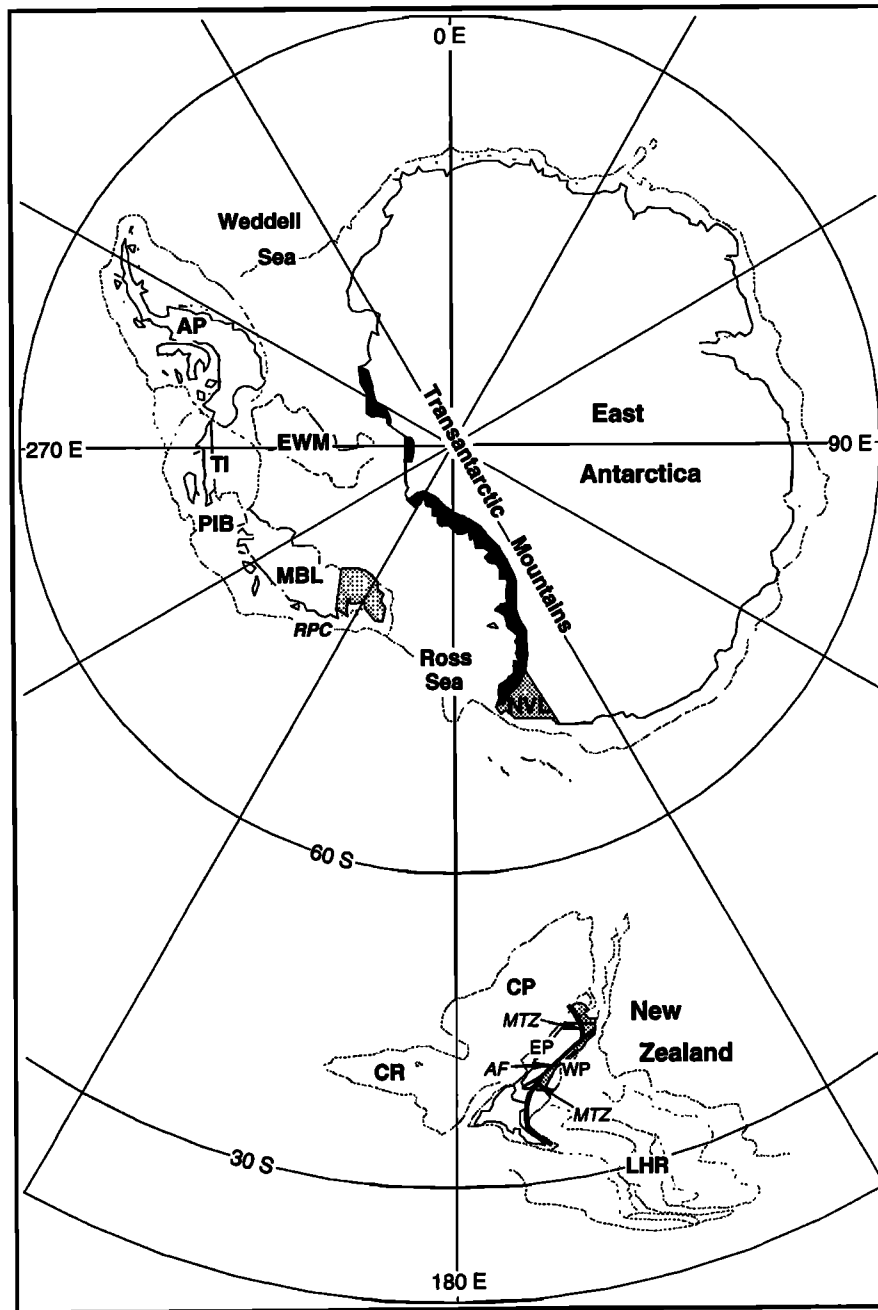 0 E
Weddell
Sea
AP
East
270 E
EWM
90 E
TI
Antarctica
Transantarctic Mountains
PIB
MBL
RPC
Ross
Sea
NVL
60 S
CP
New
MTZ
Zealand
EP
AF
WP
CR
MTZ
30 S
LHR
180 E